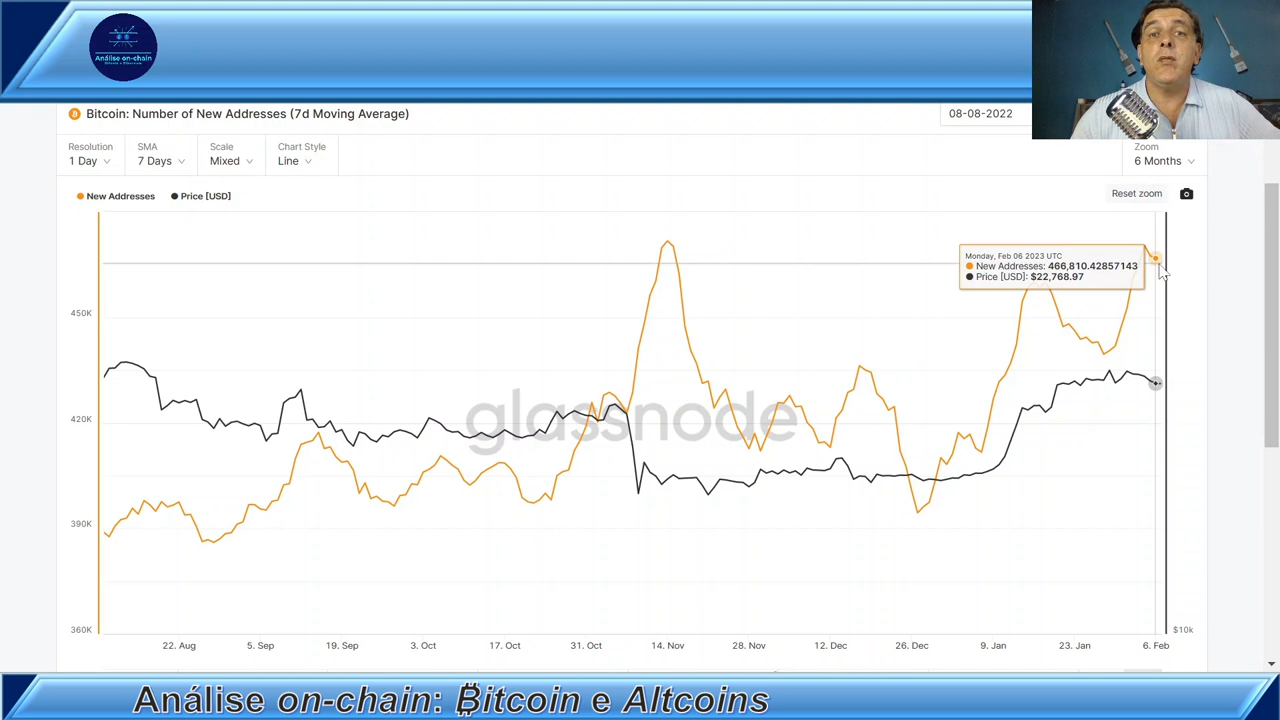 Análise on-chain
Bitcoin e Altcoins
Bitcoin: Number of New Addresses (7d Moving Average)
08-08-2022
Resolution
1 Day
SMA
7 Days
Scale
Mixed
Chart Style
Line
Zoom
6 Months
New Addresses
Price [USD]
Reset zoom
Monday, Feb 06 2023 UTC
New Addresses: 466,810.42857143
Price [USD]: $22,768.97
450K
420K
390K
360K
$10k
glassnode
22. Aug
5. Sep
19. Sep
3. Oct
17. Oct
31. Oct
14. Nov
28. Nov
12. Dec
26. Dec
9. Jan
23. Jan
6. Feb
Análise on-chain: ₿itcoin e Altcoins